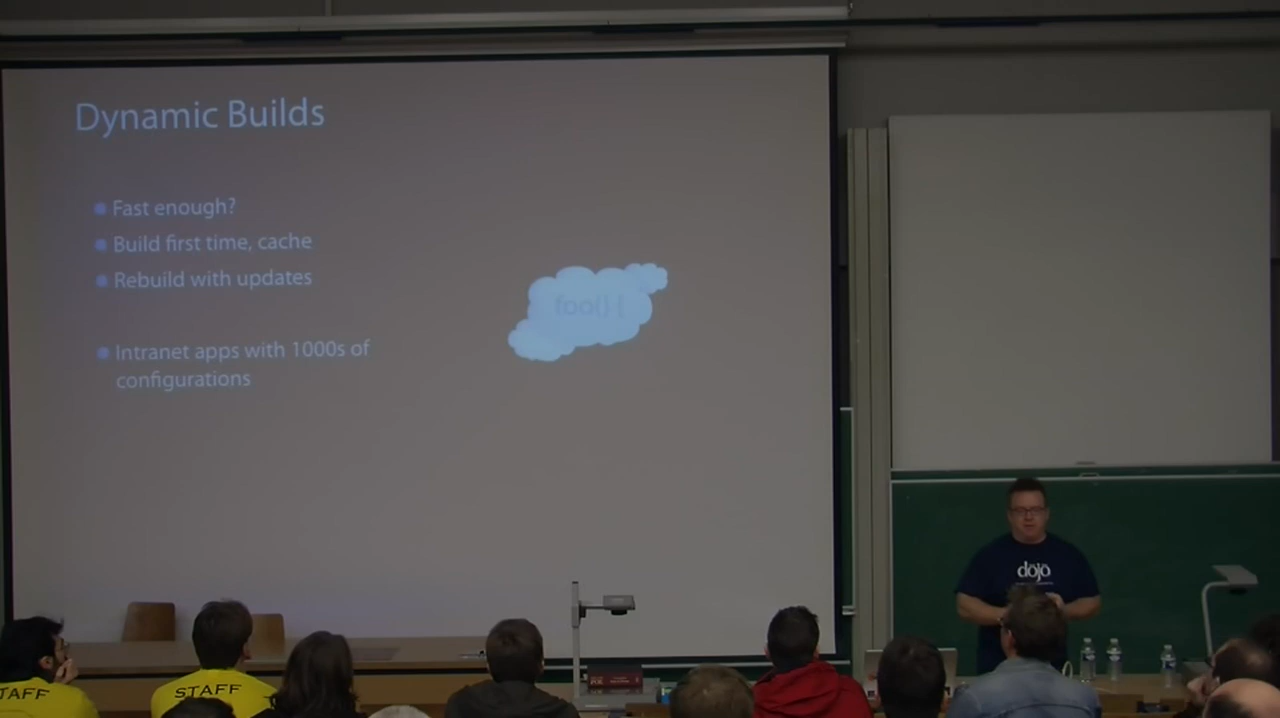 Dynamic Builds
Fast enough?
Build first time, cache
Rebuild with updates
Intranet apps with 1000s of
configurations
foo() {
dōjō
STAFF
STAFF